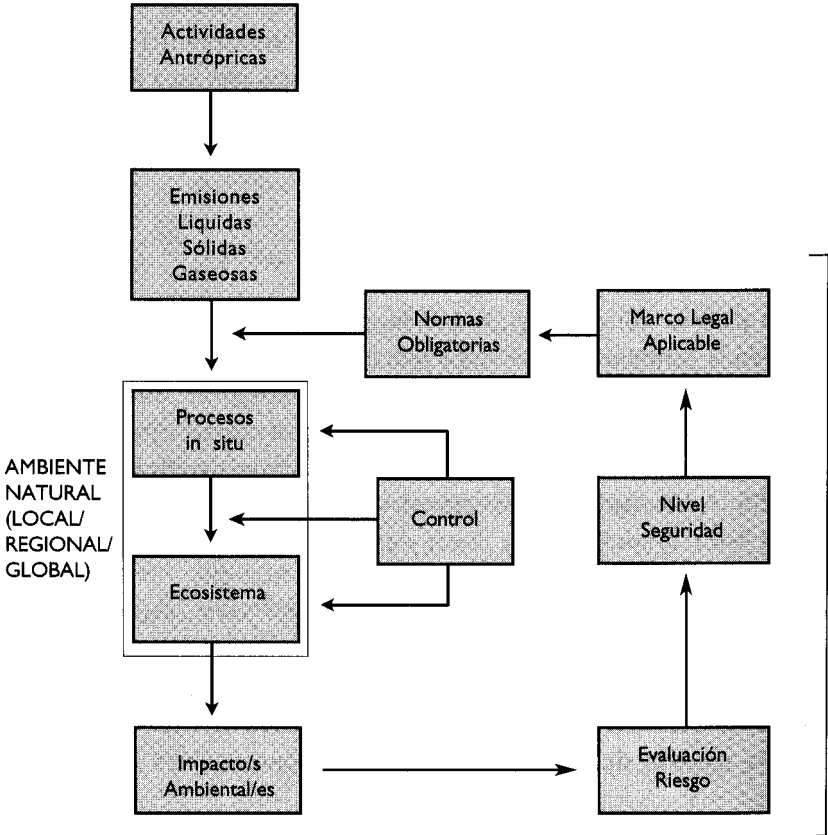 Actividades
Antrópricas
Emisiones
Liquidas
Sólidas
Gaseosas
Normas
Obligatorias
Marco Legal
Aplicable
Procesos
in situ
AMBIENTE
NATURAL
(LOCAL/
REGIONAL/
GLOBAL)
Control
Nivel
Seguridad
Ecosistema
Impacto/s
Ambiental/es
Evaluación
Riesgo